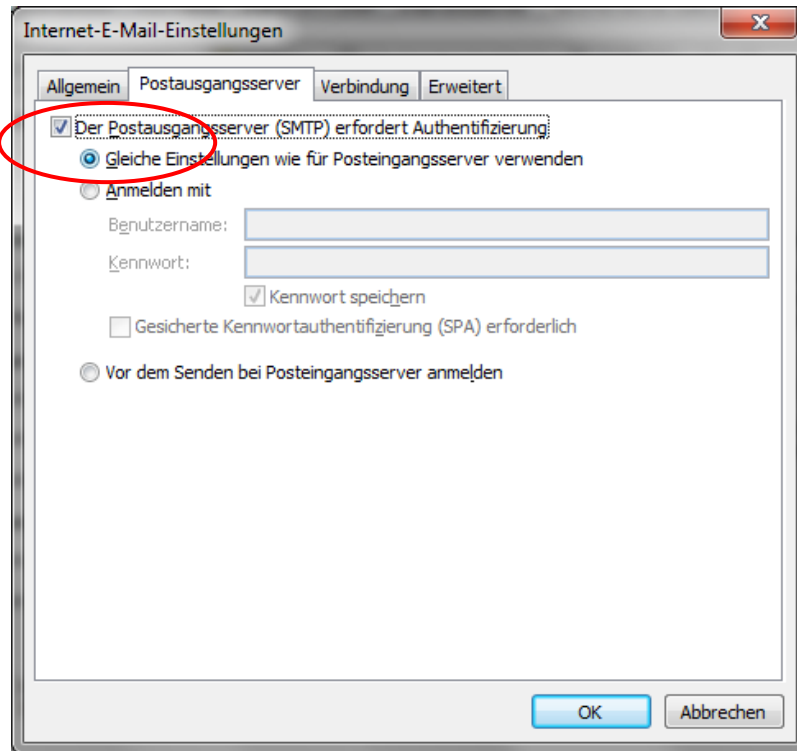 Internet-E-Mail-Einstellungen
Allgemein Postausgangsserver Verbindung Erweitert
Der Postausgangsserver (SMTP) erfordert Authentifizierung
Gleiche Einstellungen wie für Posteingangsserver verwenden
Anmelden mit
Benutzername:
Kennwort:
Kennwort speichern
Gesicherte Kennwortauthentifizierung (SPA) erforderlich
Vor dem Senden bei Posteingangsserver anmelden
OK Abbrechen